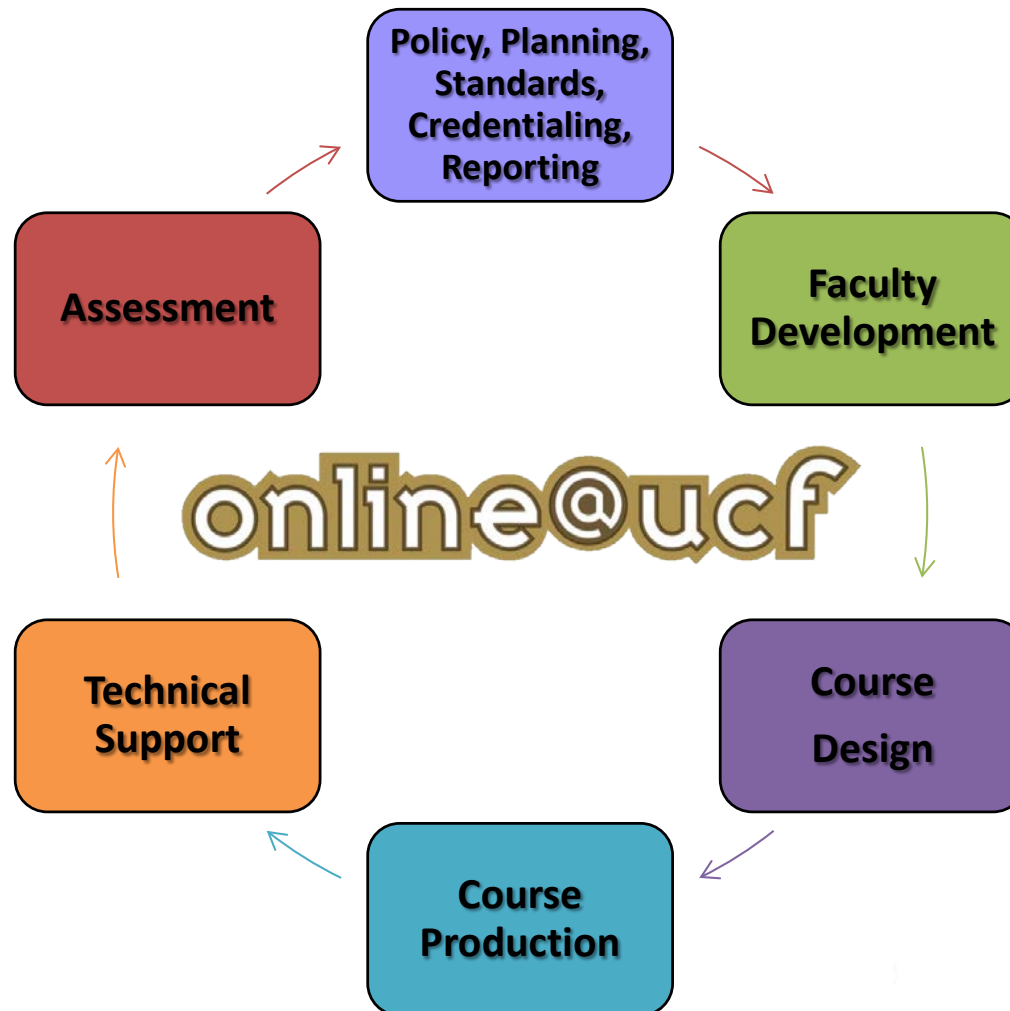 Policy, Planning,
Standards,
Credentialing,
Reporting
Assessment
Faculty
Development
online@ucf
Technical
Support
Course
Design
Course
Production